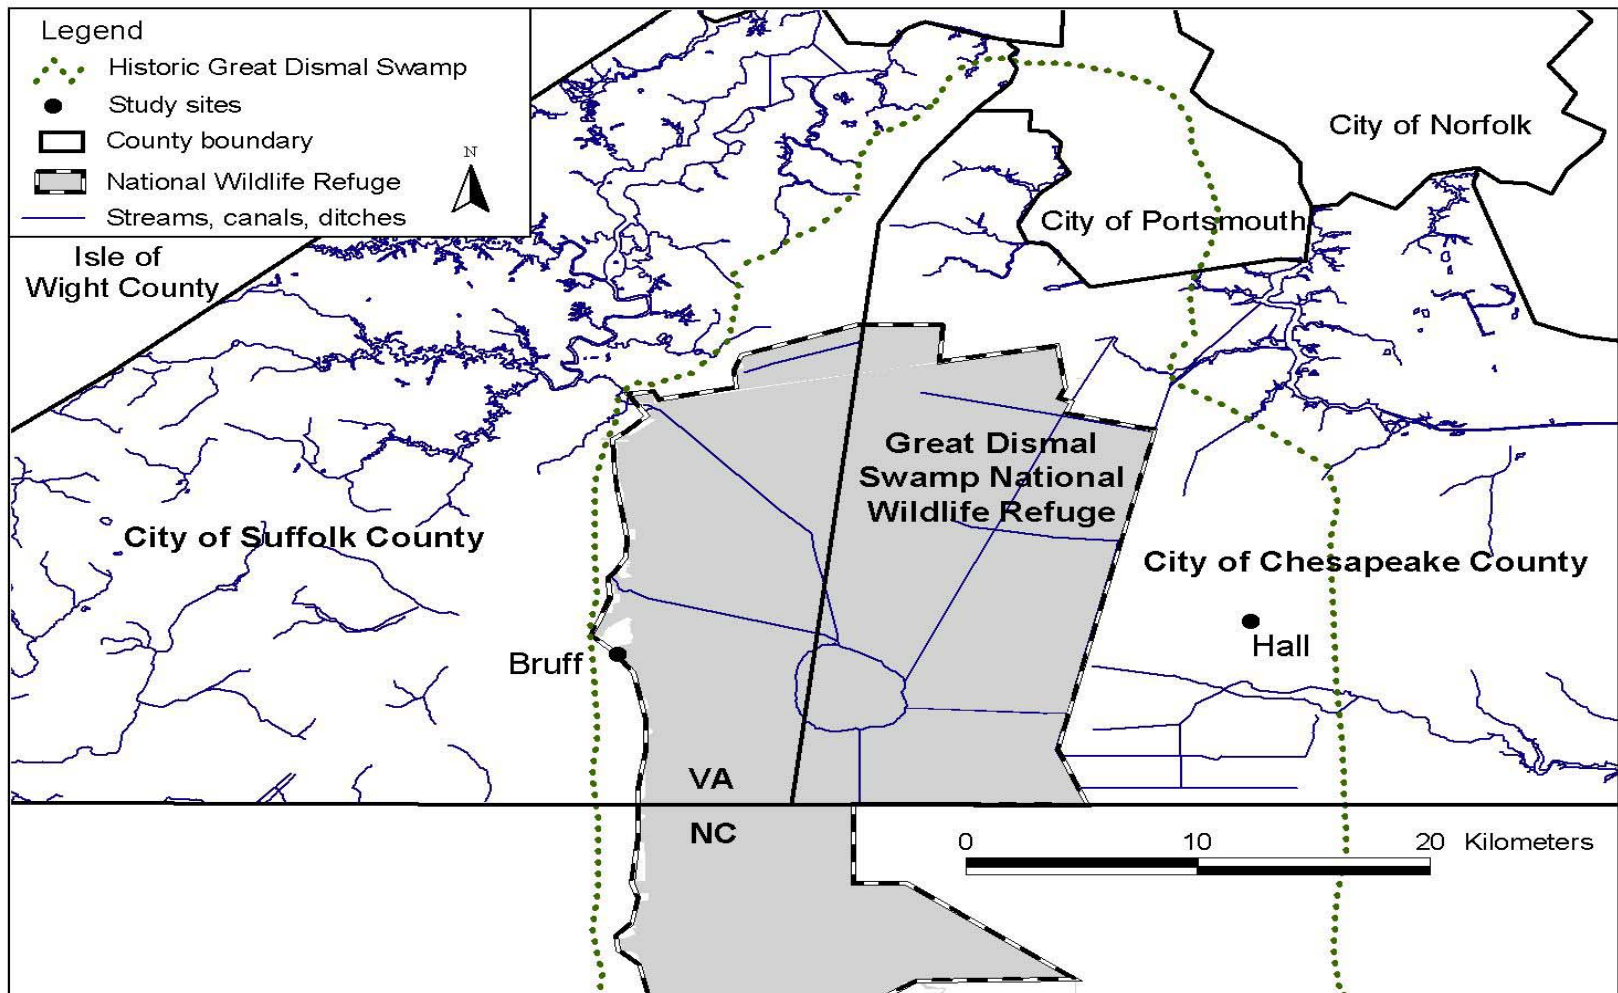 Legend
Historic Great Dismal Swamp
Study sites
County boundary
National Wildlife Refuge
Streams, canals, ditches
N
Isle of
Wight County
City of Norfolk
City of Portsmouth
Great Dismal
Swamp National
Wildlife Refuge
City of Suffolk County
City of Chesapeake County
Hall
Bruff
VA
NC
0 10 20 Kilometers